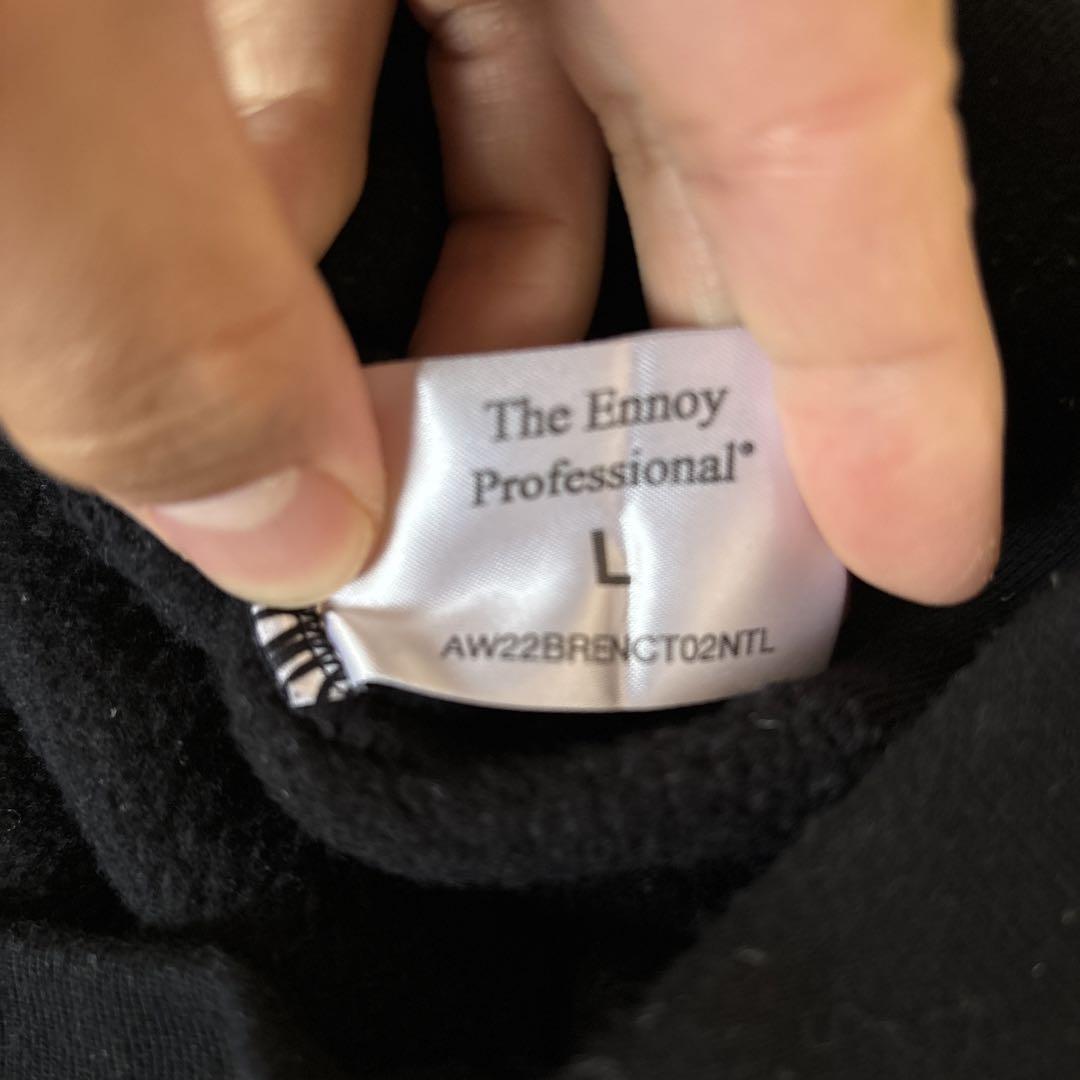 The Ennoy
Professional®
L
AW22BRENCT02NTL